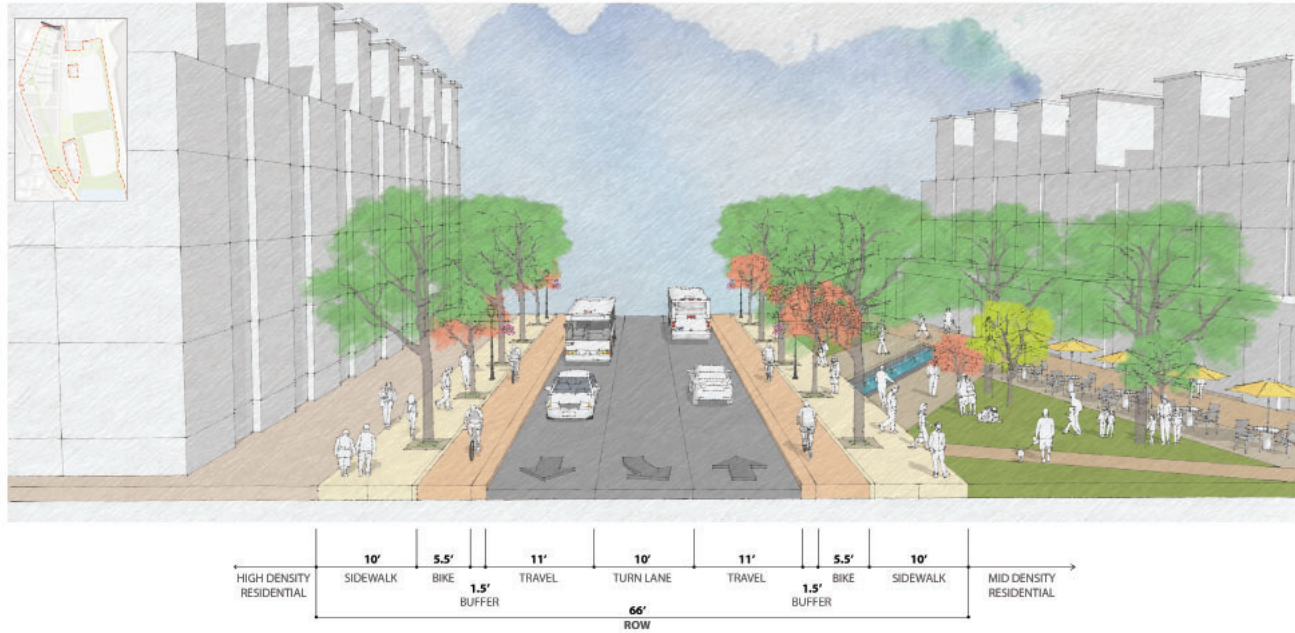 10'
5.5'
11'
10'
11'
5.5'
10'
HIGH DENSITY
RESIDENTIAL
SIDEWALK
BIKE
TRAVEL
TURN LANE
TRAVEL
BIKE
SIDEWALK
MID DENSITY
RESIDENTIAL
1.5'
BUFFER
1.5'
BUFFER
66'
ROW